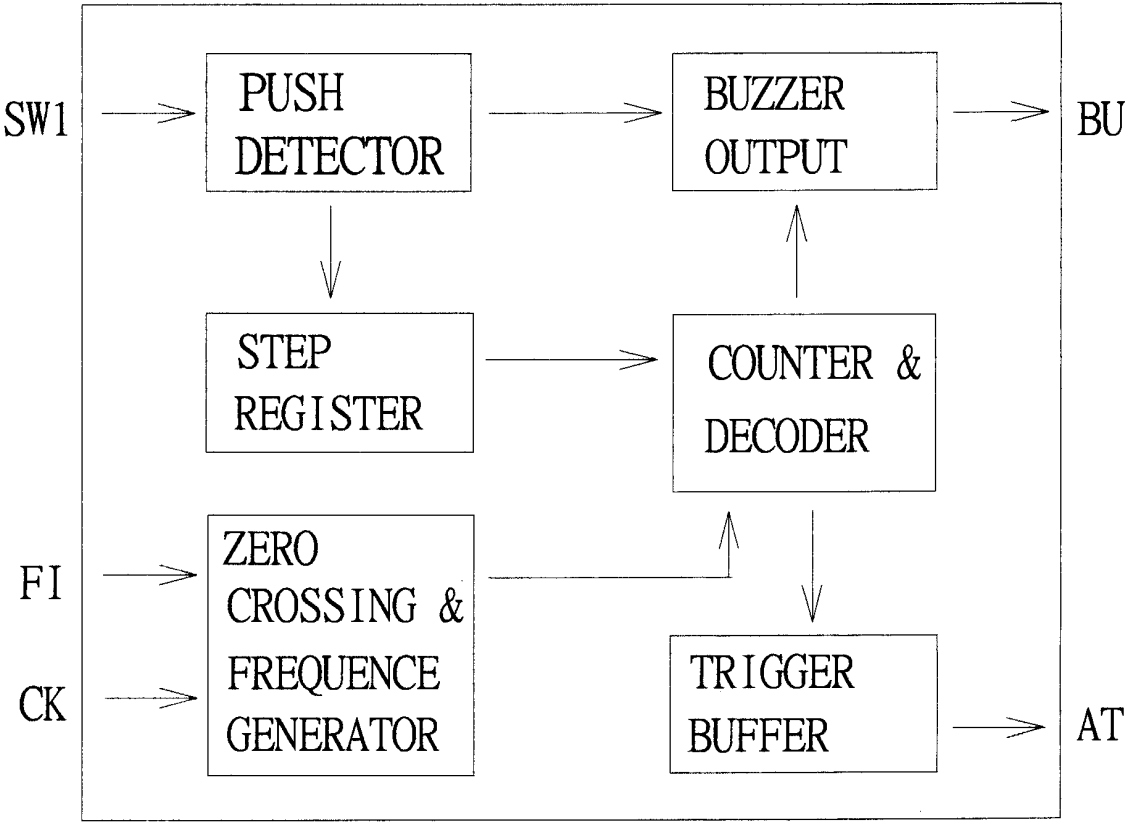 SW1
PUSH
DETECTOR
BUZZER
OUTPUT
BU
STEP
REGISTER
COUNTER &
DECODER
FI
CK
ZERO
CROSSING &
FREQUENCE
GENERATOR
TRIGGER
BUFFER
AT